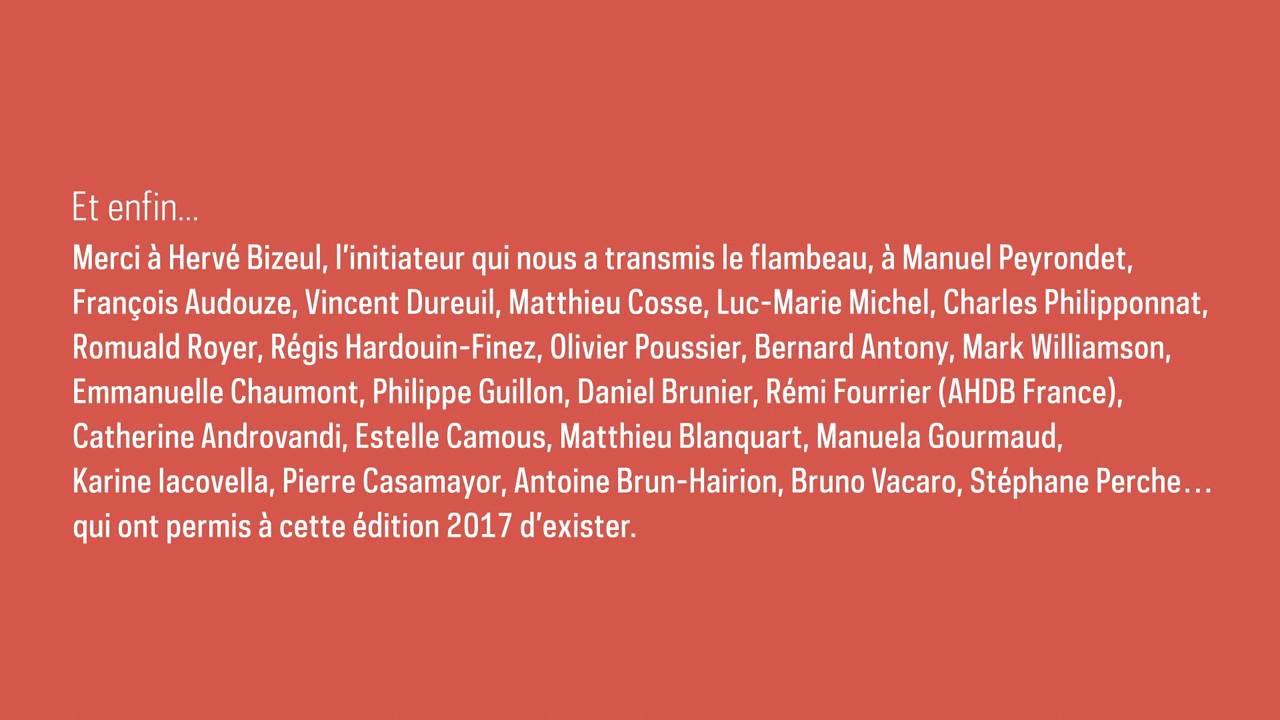 Et enfin...
Merci à Hervé Bizeul, l’initiateur qui nous a transmis le flambeau, à Manuel Peyrondet,
François Audouze, Vincent Dureuil, Matthieu Cosse, Luc-Marie Michel, Charles Philipponnat,
Romuald Royer, Régis Hardouin-Finez, Olivier Poussier, Bernard Antony, Mark Williamson,
Emmanuelle Chaumont, Philippe Guillon, Daniel Brunier, Rémi Fourrier (AHDB France),
Catherine Androvandi, Estelle Camous, Matthieu Blanquart, Manuela Gourmaud,
Karine Iacovella, Pierre Casamayor, Antoine Brun-Hairion, Bruno Vacaro, Stéphane Perche...
qui ont permis à cette édition 2017 d’exister.